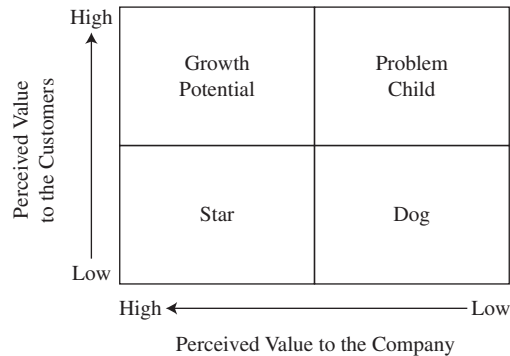 High
Growth
Potential
Problem
Child
Perceived Value
to the Customers
Star
Dog
Low
High
Low
Perceived Value to the Company